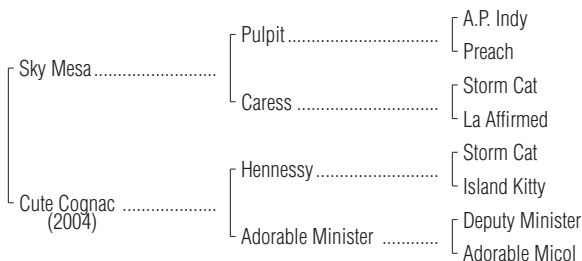 A.P. Indy
Pulpit
Preach
Sky Mesa
Storm Cat
Caress
La Affirmed
Storm Cat
Hennessy
Island Kitty
Cute Cognac
(2004)
Deputy Minister
Adorable Minister
Adorable Micol